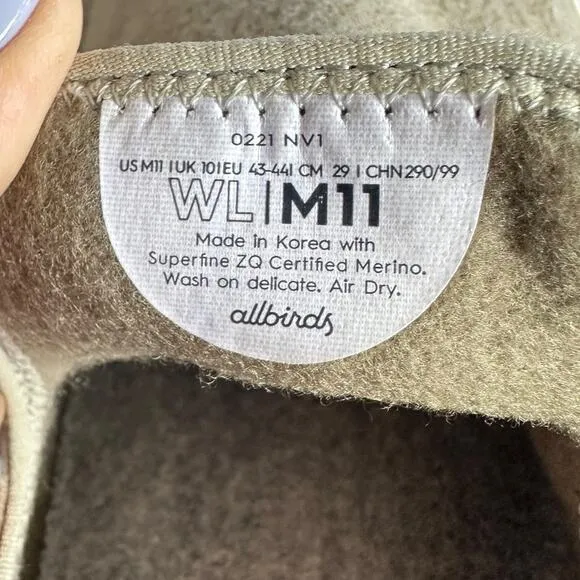 0221 NV1
US M11 | UK 10 | EU 43-44 | CM 29 | CHN 290/99
WL | M11
Made in Korea with
Superfine ZQ Certified Merino.
Wash on delicate. Air Dry.
allbirds